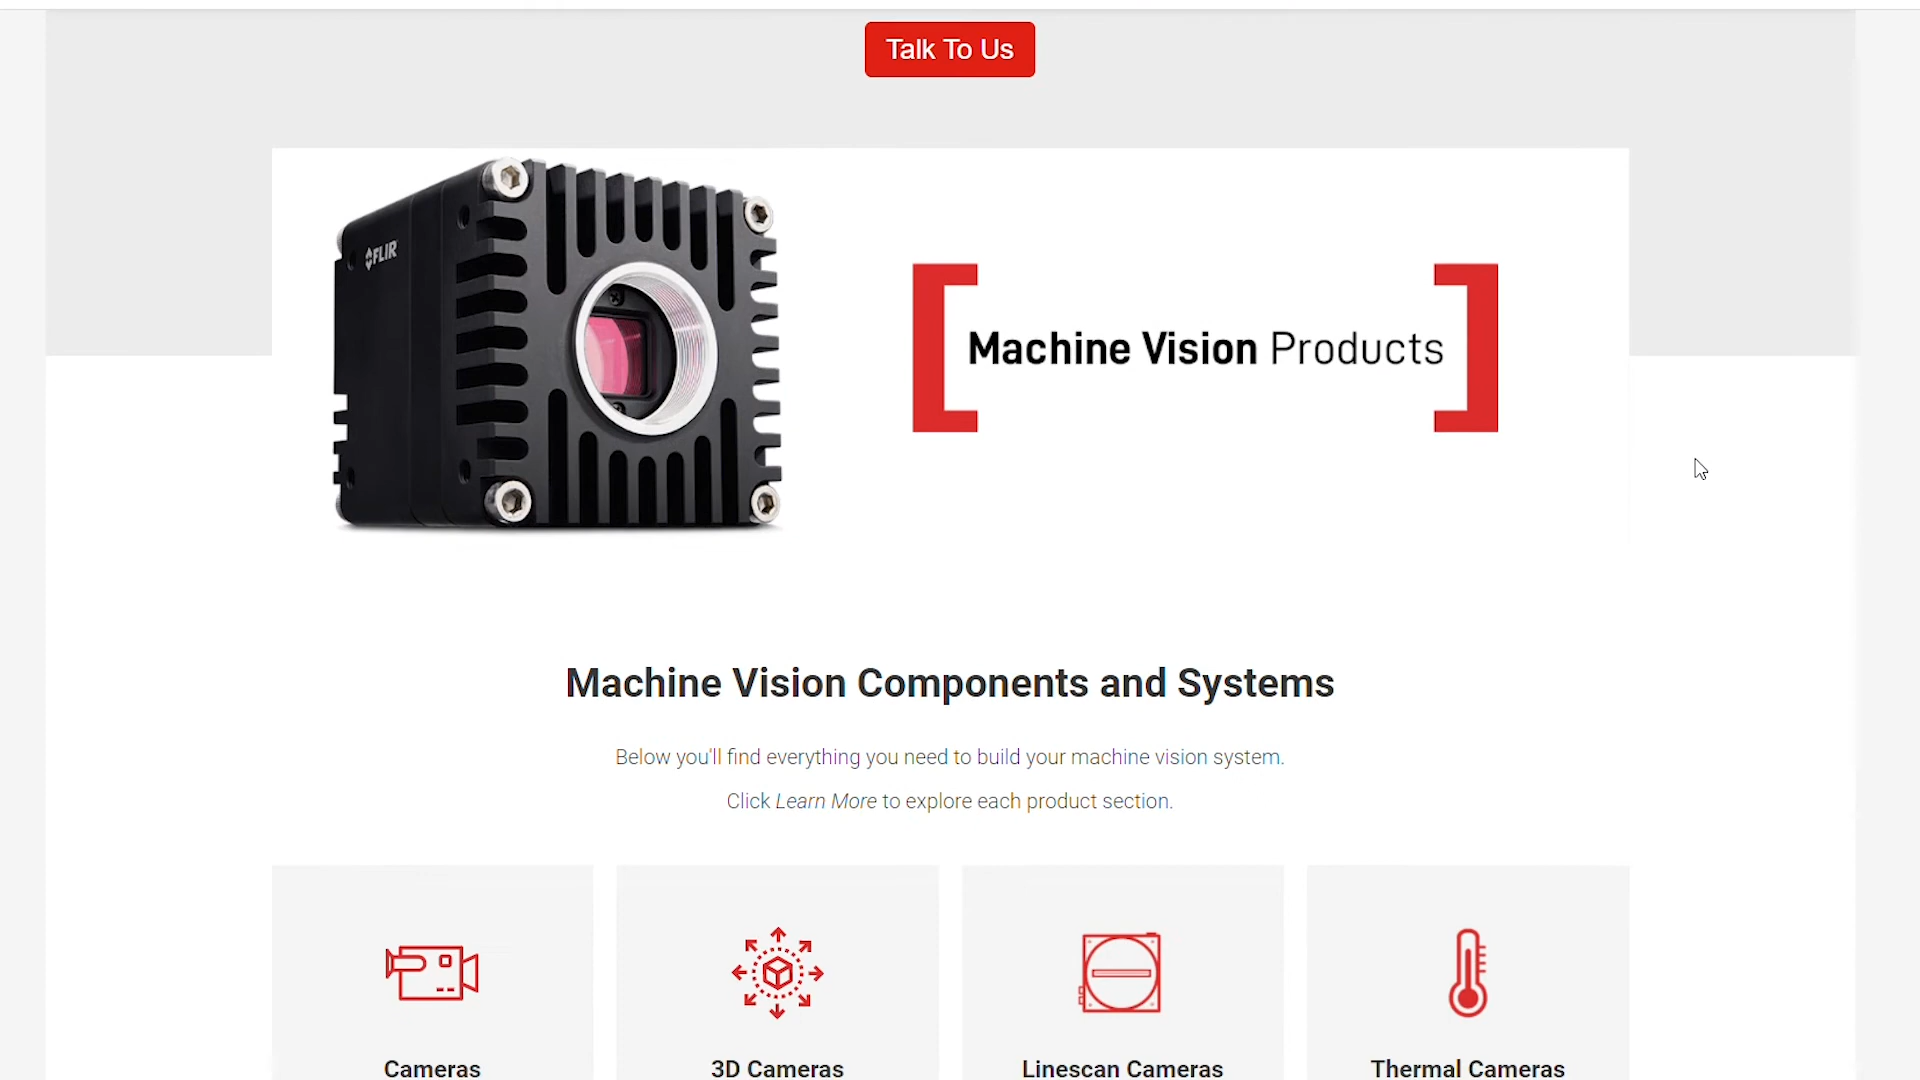 Talk To Us
FLIR
Machine Vision Products
Machine Vision Components and Systems
Below you'll find everything you need to build your machine vision system.
Click Learn More to explore each product section.
Cameras
3D Cameras
Linescan Cameras
Thermal Cameras